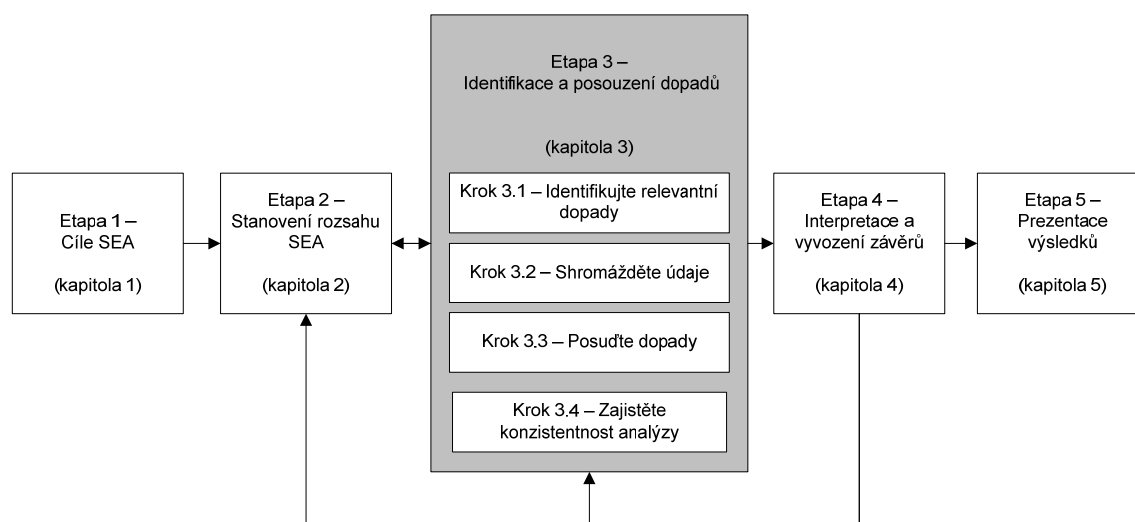 Etapa 1 –
Cíle SEA
(kapitola 1)
Etapa 2 –
Stanovení rozsahu
SEA
(kapitola 2)
Etapa 3 –
Identifikace a posouzení dopadů
(kapitola 3)
Krok 3.1 – Identifikujte relevantní
dopady
Krok 3.2 – Shromážděte údaje
Krok 3.3 – Posuďte dopady
Krok 3.4 – Zajistěte
konzistentnost analýzy
Etapa 4 –
Interpretace a
vyvození závěrů
(kapitola 4)
Etapa 5 –
Prezentace
výsledků
(kapitola 5)